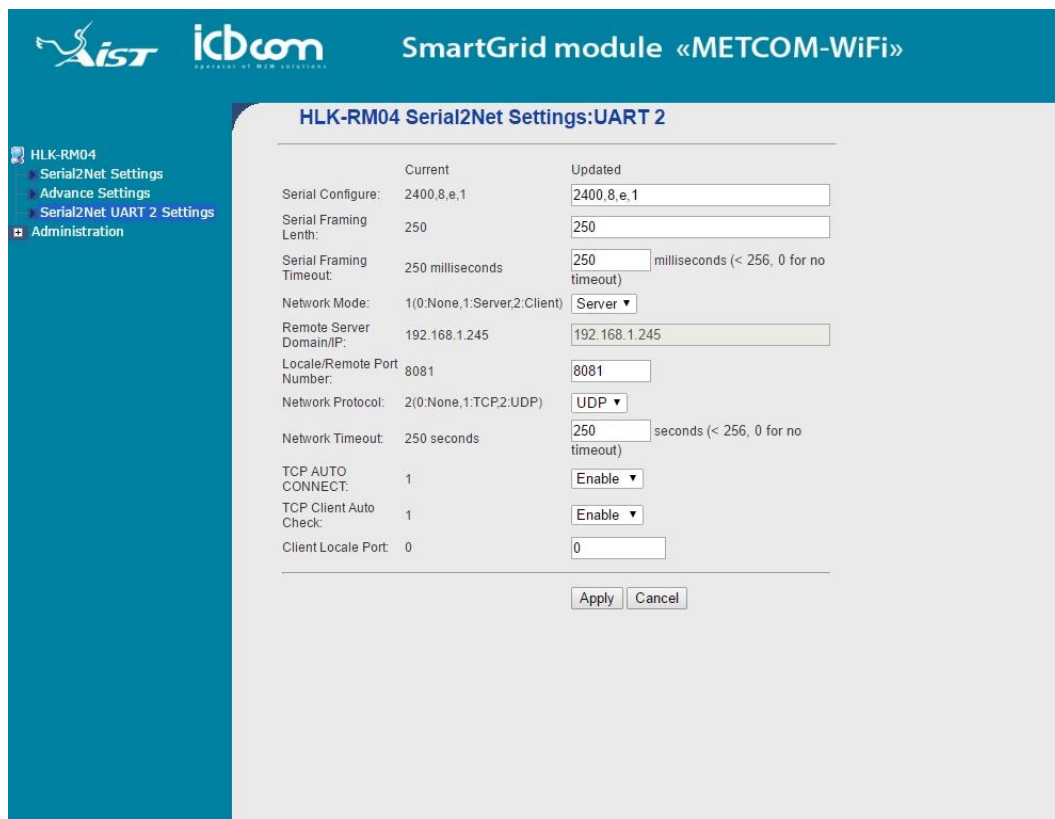 aist icbcom SmartGrid module «METCOM-WiFi»
operator of M2M solutions
HLK-RM04 Serial2Net Settings:UART 2
HLK-RM04
Serial2Net Settings
Advance Settings
Serial2Net UART 2 Settings
Administration
Current Updated
Serial Configure: 2400,8,e,1 2400,8,e,1
Serial Framing
Lenth: 250 250
Serial Framing
Timeout: 250 milliseconds 250 milliseconds (< 256, 0 for no
timeout)
Network Mode: 1(0:None,1:Server,2:Client) Server
Remote Server
Domain/IP: 192.168.1.245 192.168.1.245
Locale/Remote Port
Number: 8081 8081
Network Protocol: 2(0:None,1:TCP,2:UDP) UDP
Network Timeout: 250 seconds 250 seconds (< 256, 0 for no
timeout)
TCP AUTO
CONNECT: 1 Enable
TCP Client Auto
Check: 1 Enable
Client Locale Port: 0 0
Apply Cancel